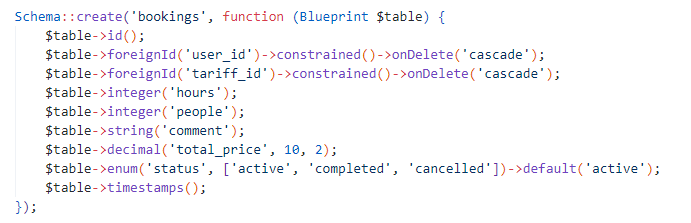 Schema::create('bookings', function (Blueprint $table) {
    $table->id();
    $table->foreignId('user_id')->constrained()->onDelete('cascade');
    $table->foreignId('tariff_id')->constrained()->onDelete('cascade');
    $table->integer('hours');
    $table->integer('people');
    $table->string('comment');
    $table->decimal('total_price', 10, 2);
    $table->enum('status', ['active', 'completed', 'cancelled'])->default('active');
    $table->timestamps();
});